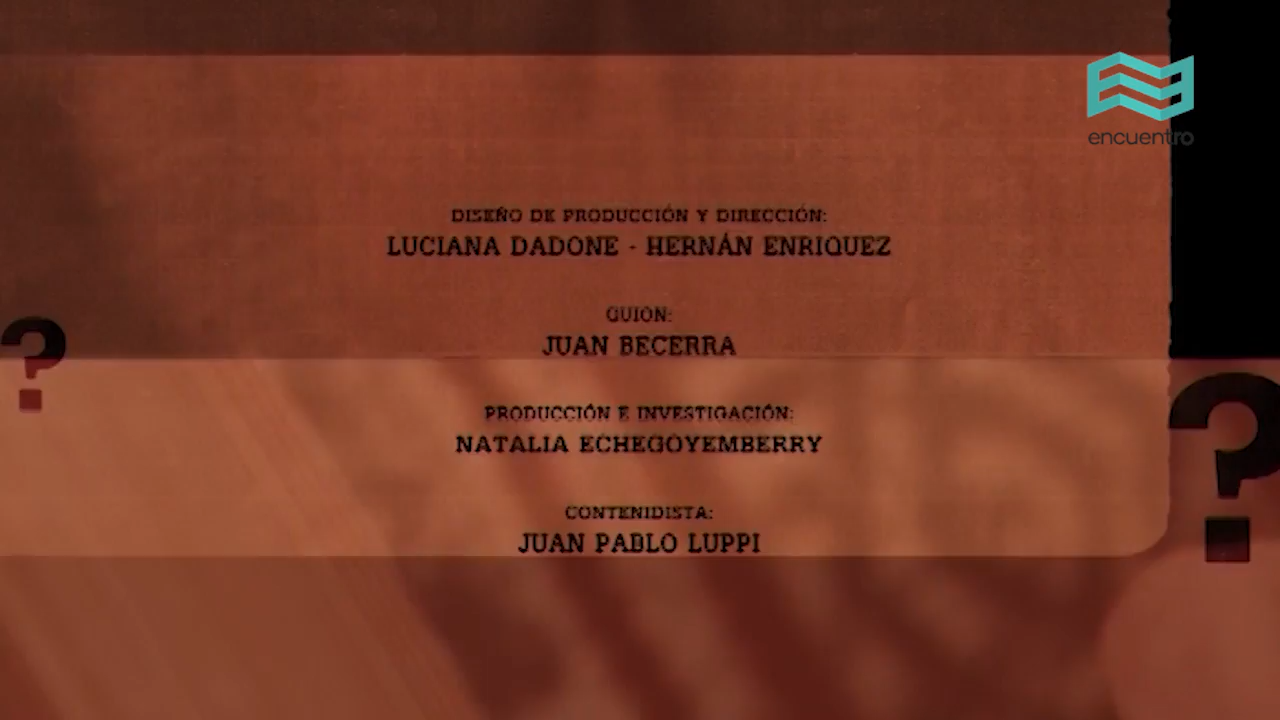 encuentro
DISEÑO DE PRODUCCIÓN Y DIRECCIÓN:
LUCIANA DADONE - HERNÁN ENRIQUEZ
GUION:
JUAN BECERRA
?
PRODUCCIÓN E INVESTIGACIÓN:
NATALIA ECHEGOYEMBERRY
?
CONTENIDISTA:
JUAN PABLO LUPPI